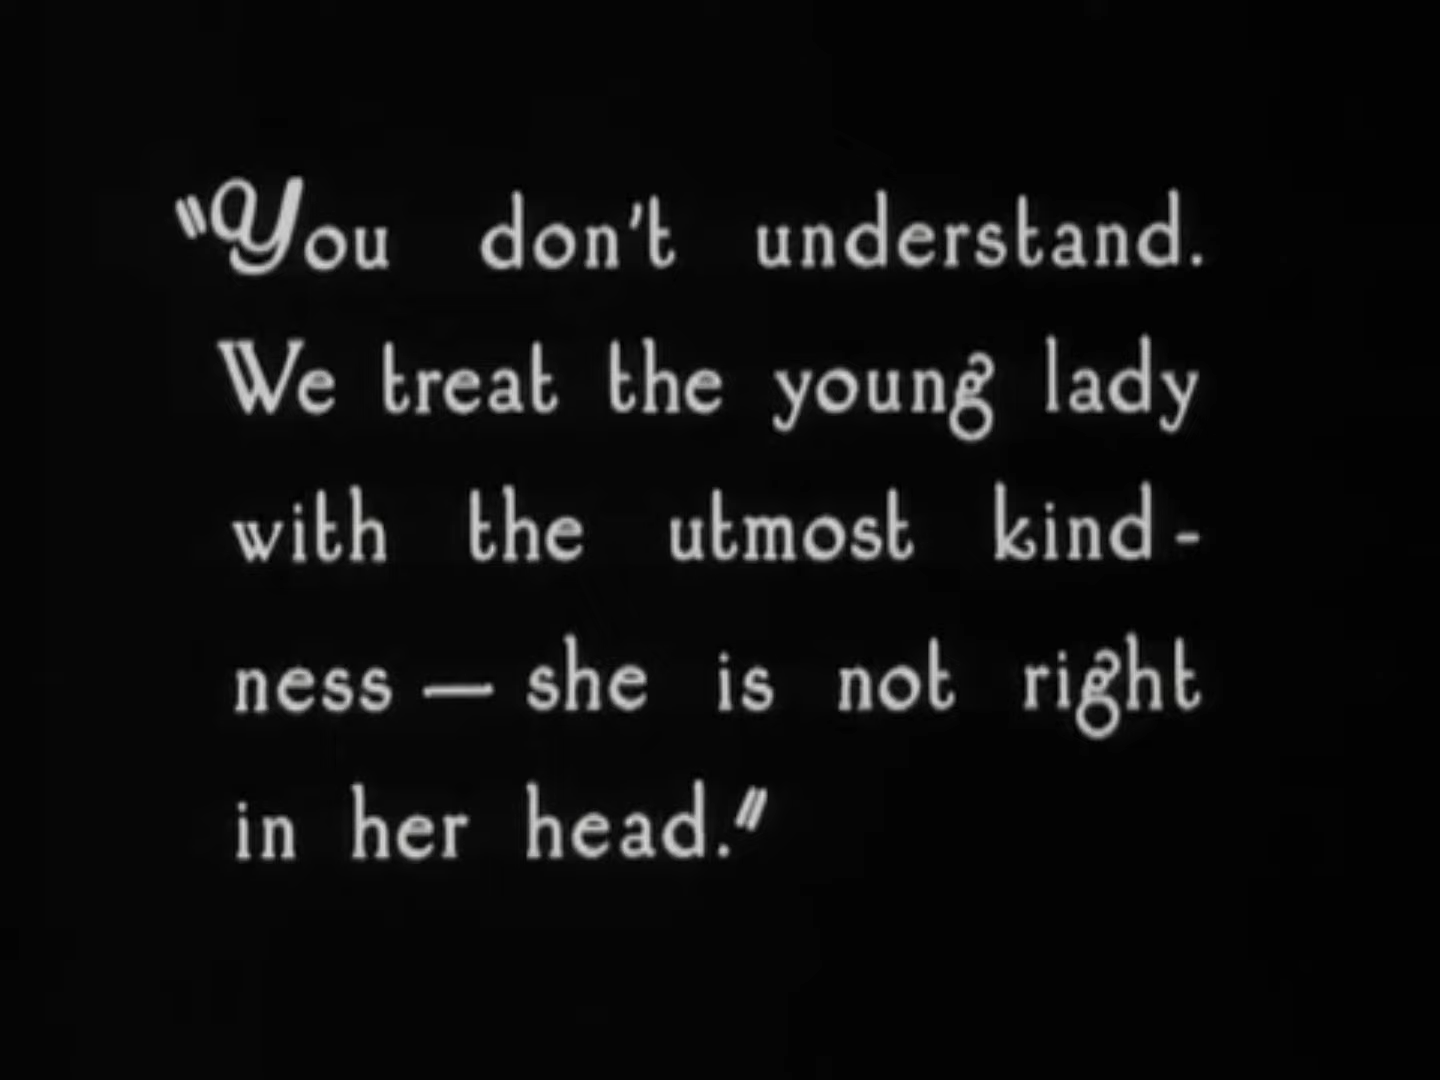 "You don't understand.
We treat the young lady
with the utmost kind-
ness — she is not right
in her head."